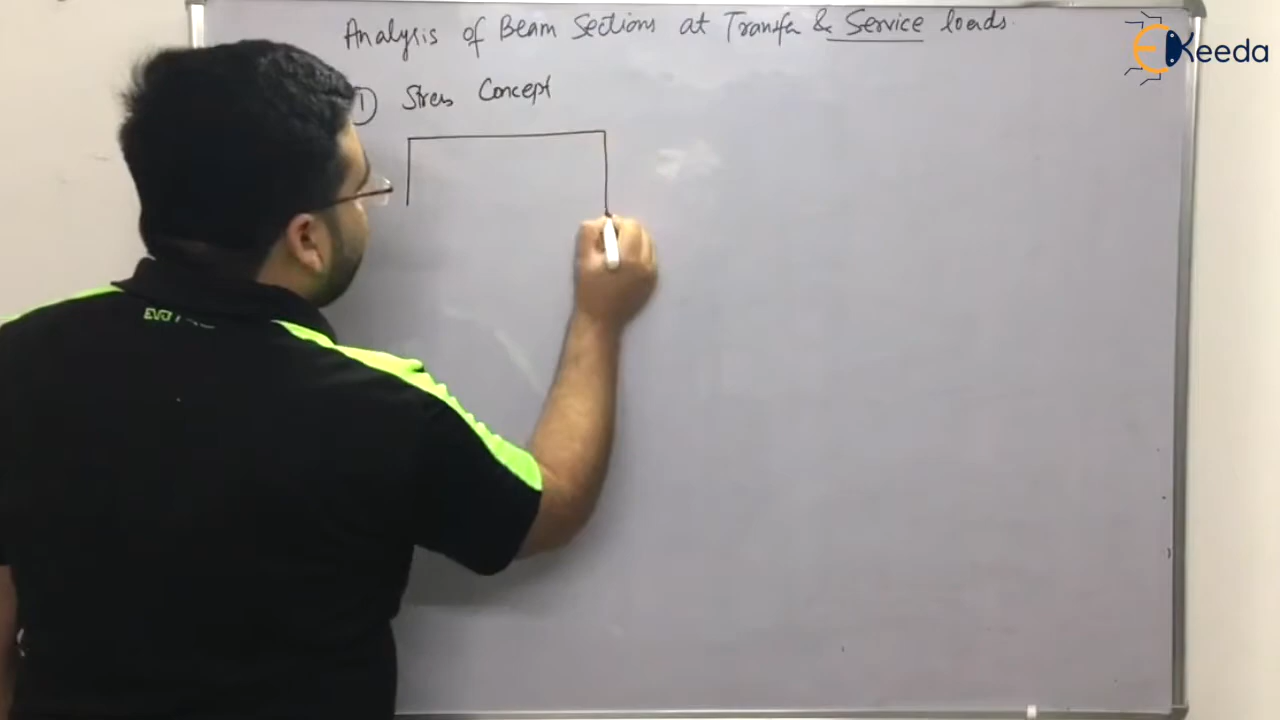 Analysis of Beam Sections at Transfer & Service loads.
1) Stress Concept
EKeeda